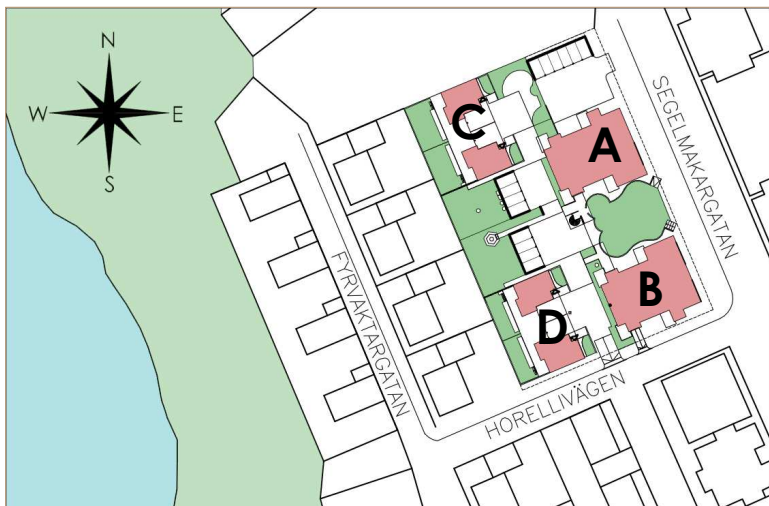 N
W E
S
SEGELMAKARGATAN
C
A
FYRVAKTARGATAN
B
D
HORELLIVÄGEN